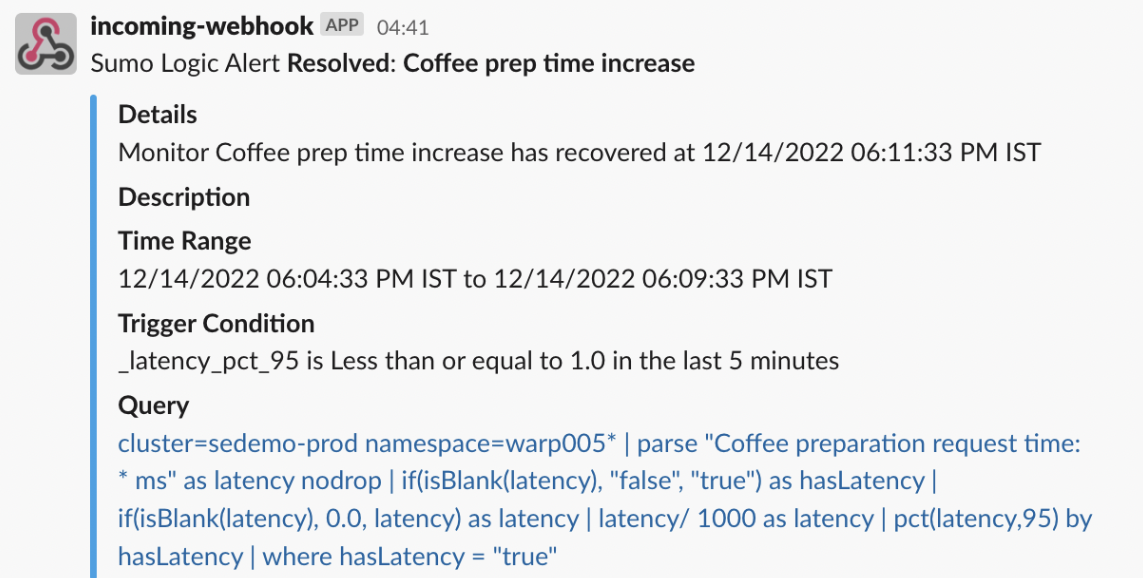 incoming-webhook APP 04:41
Sumo Logic Alert Resolved: Coffee prep time increase
Details
Monitor Coffee prep time increase has recovered at 12/14/2022 06:11:33 PM IST
Description
Time Range
12/14/2022 06:04:33 PM IST to 12/14/2022 06:09:33 PM IST
Trigger Condition
_latency_pct_95 is Less than or equal to 1.0 in the last 5 minutes
Query
cluster=sedemo-prod namespace=warp005* | parse "Coffee preparation request time:
* ms" as latency nodrop | if(isBlank(latency), "false", "true") as hasLatency |
if(isBlank(latency), 0.0, latency) as latency | latency/ 1000 as latency | pct(latency,95) by
hasLatency | where hasLatency = "true"